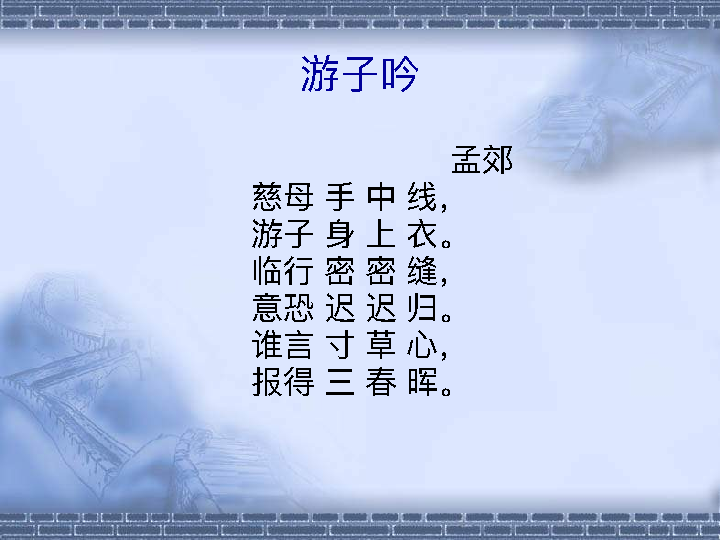 游子吟
孟郊
慈母 手 中 线，
游子 身 上 衣。
临行 密 密 缝，
意恐 迟 迟 归。
谁言 寸 草 心，
报得 三 春 晖。